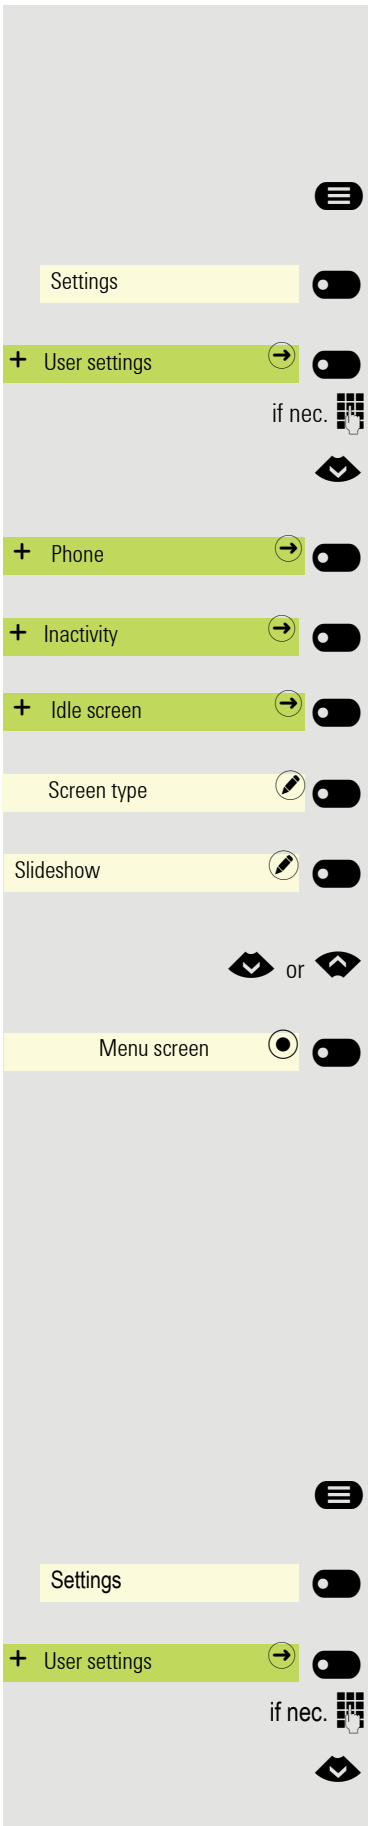 Settings
+ User settings
if nec.
+ Phone
+ Inactivity
+ Idle screen
Screen type
Slideshow
or
Menu screen
Settings
+ User settings
if nec.